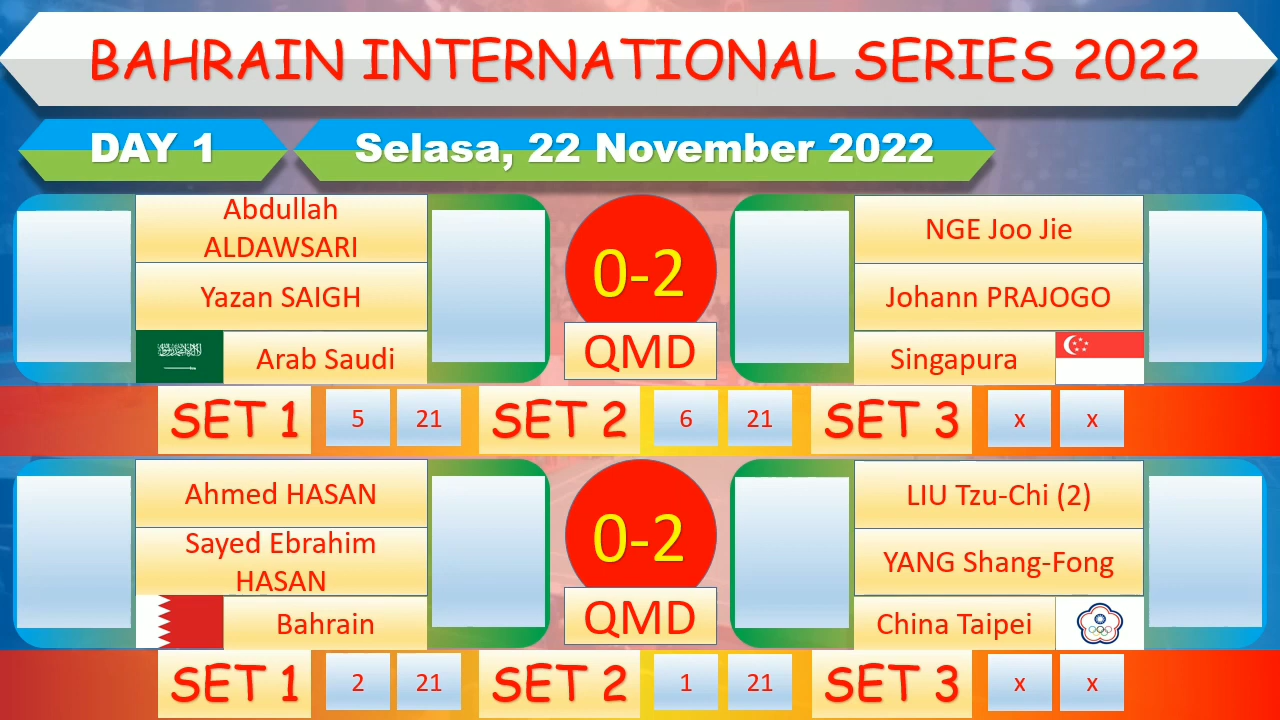 BAHRAIN INTERNATIONAL SERIES 2022
DAY 1
Selasa, 22 November 2022
Abdullah
ALDAWSARI
Yazan SAIGH
Arab Saudi
0-2
QMD
NGE Joo Jie
Johann PRAJOGO
Singapura
SET 1 5 21 SET 2 6 21 SET 3 x x
Ahmed HASAN
Sayed Ebrahim
HASAN
Bahrain
0-2
QMD
LIU Tzu-Chi (2)
YANG Shang-Fong
China Taipei
SET 1 2 21 SET 2 1 21 SET 3 x x